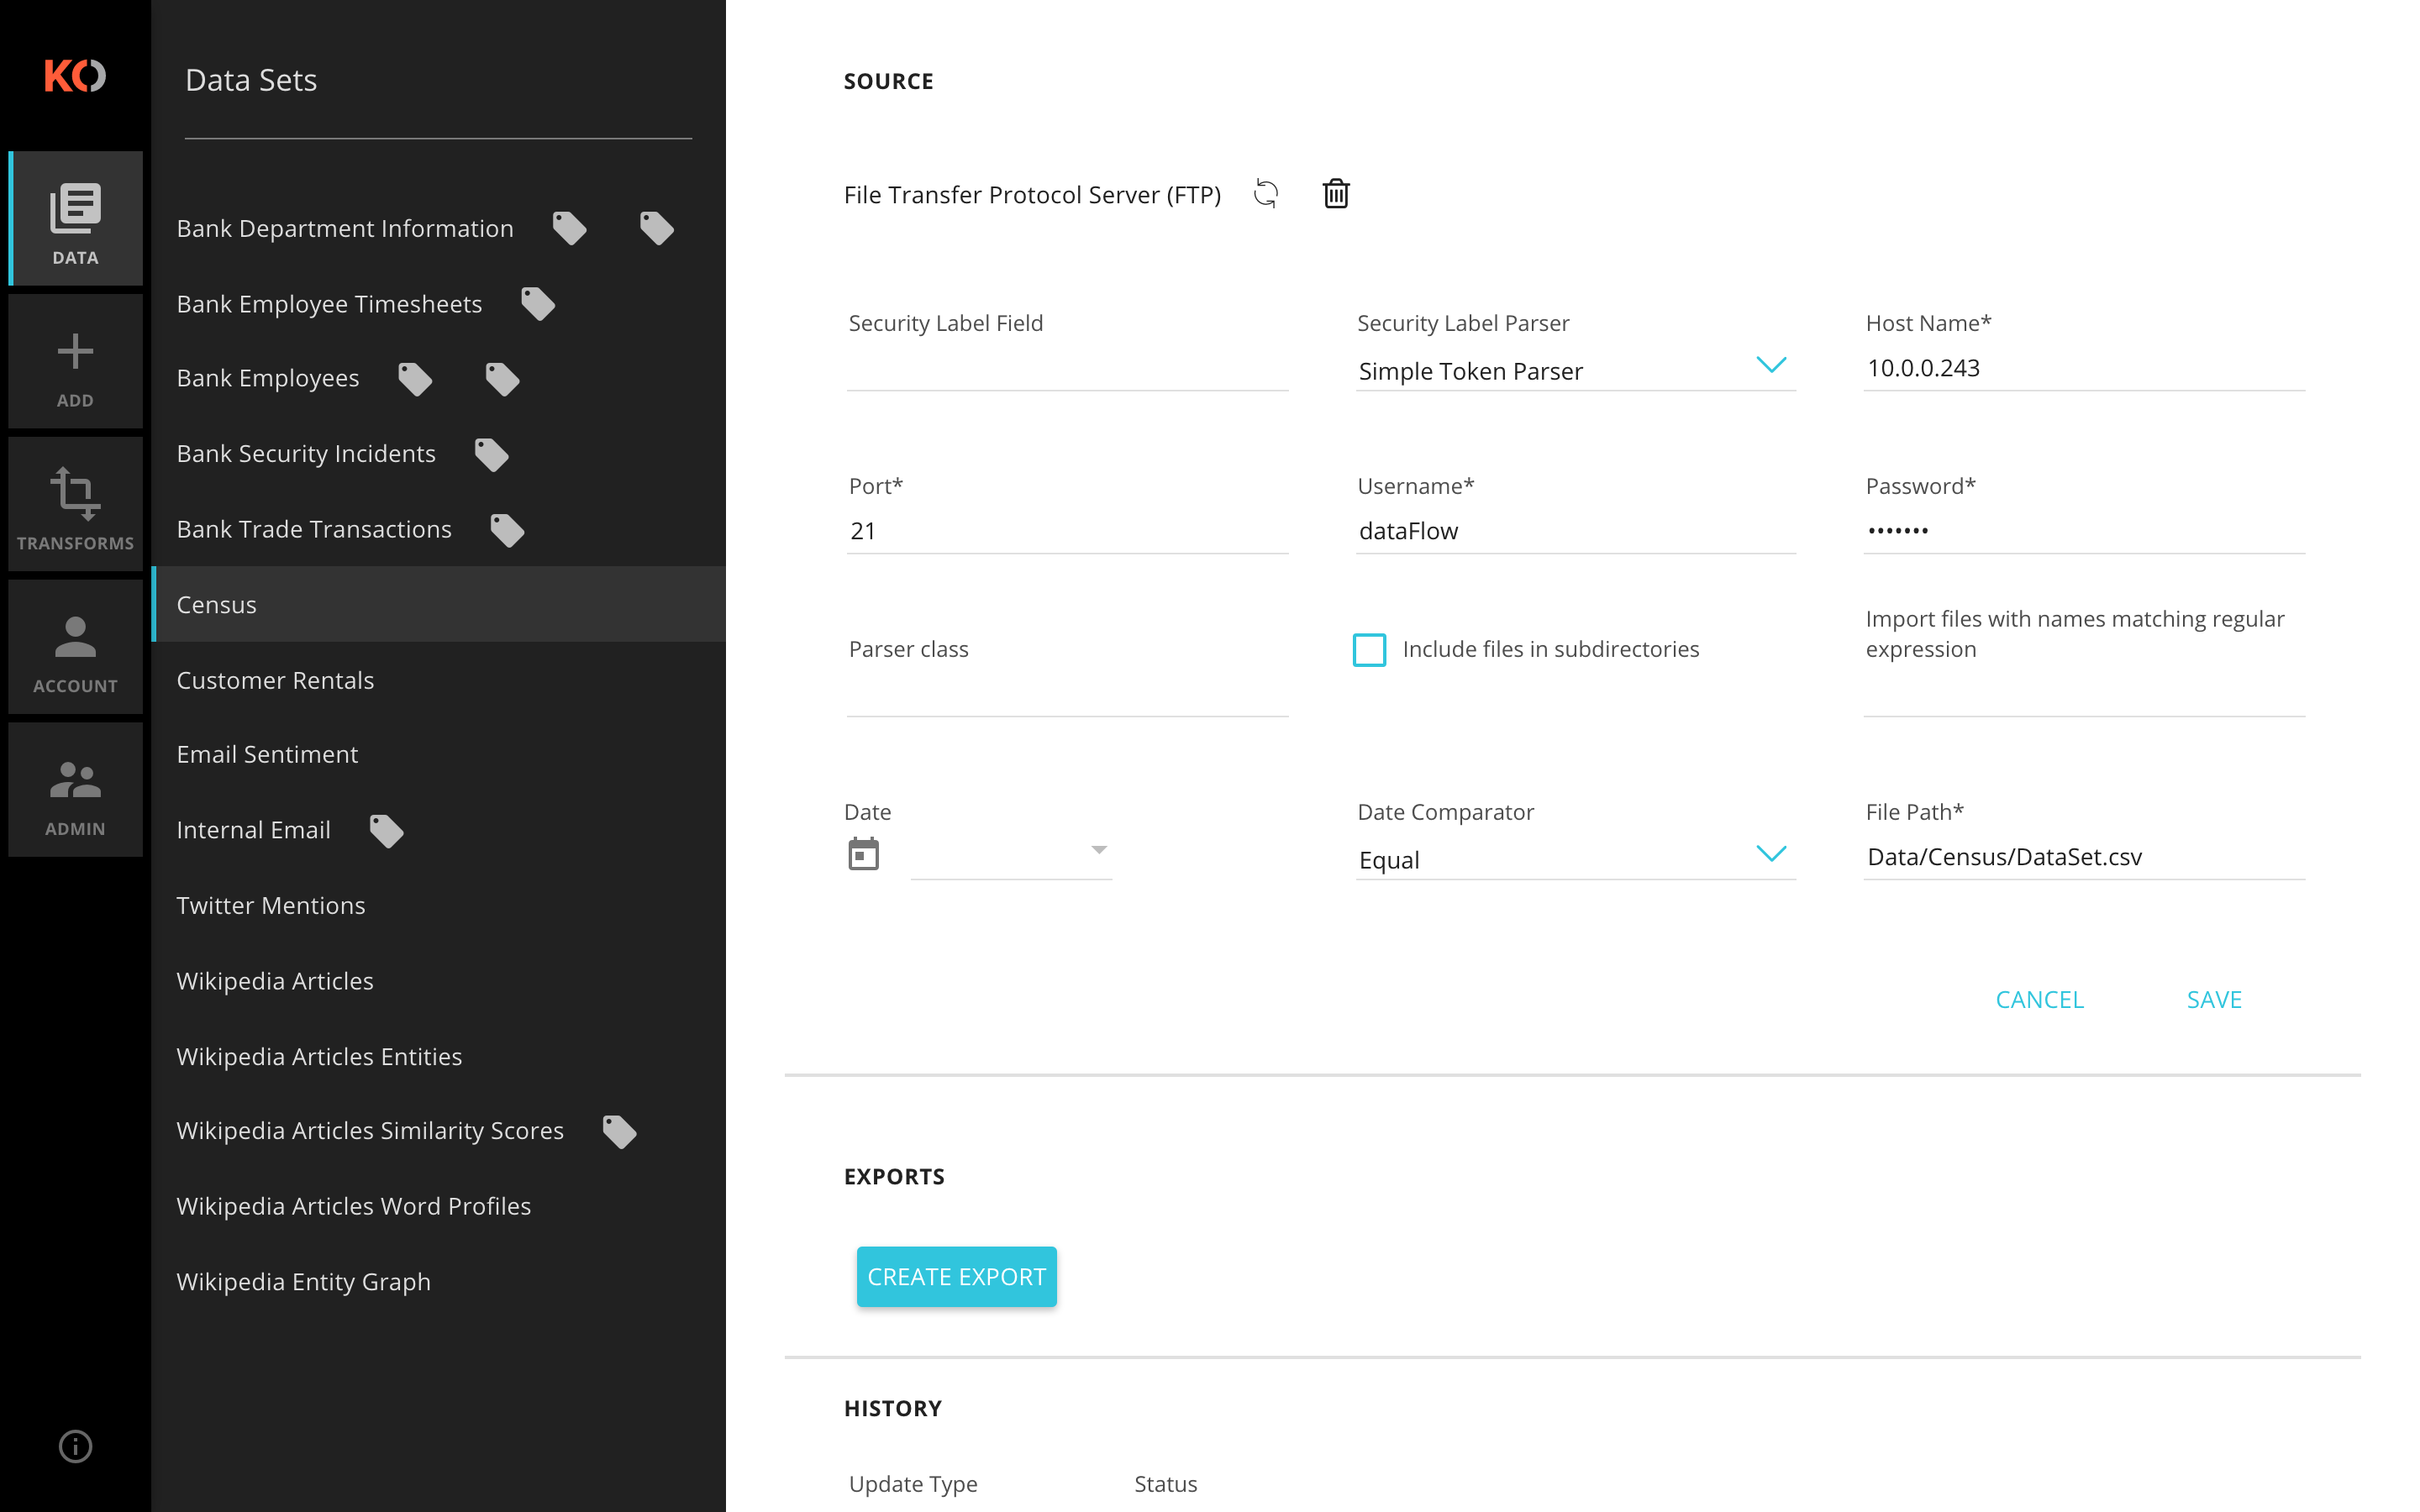 KO
DATA
ADD
TRANSFORMS
ACCOUNT
ADMIN
Data Sets
Bank Department Information
Bank Employee Timesheets
Bank Employees
Bank Security Incidents
Bank Trade Transactions
Census
Customer Rentals
Email Sentiment
Internal Email
Twitter Mentions
Wikipedia Articles
Wikipedia Articles Entities
Wikipedia Articles Similarity Scores
Wikipedia Articles Word Profiles
Wikipedia Entity Graph
SOURCE
File Transfer Protocol Server (FTP)
Security Label Field
Security Label Parser
Simple Token Parser
Host Name*
10.0.0.243
Port*
21
Username*
dataFlow
Password*
•••••••
Parser class
Include files in subdirectories
Import files with names matching regular
expression
Date
Date Comparator
Equal
File Path*
Data/Census/DataSet.csv
CANCEL
SAVE
EXPORTS
CREATE EXPORT
HISTORY
Update Type
Status